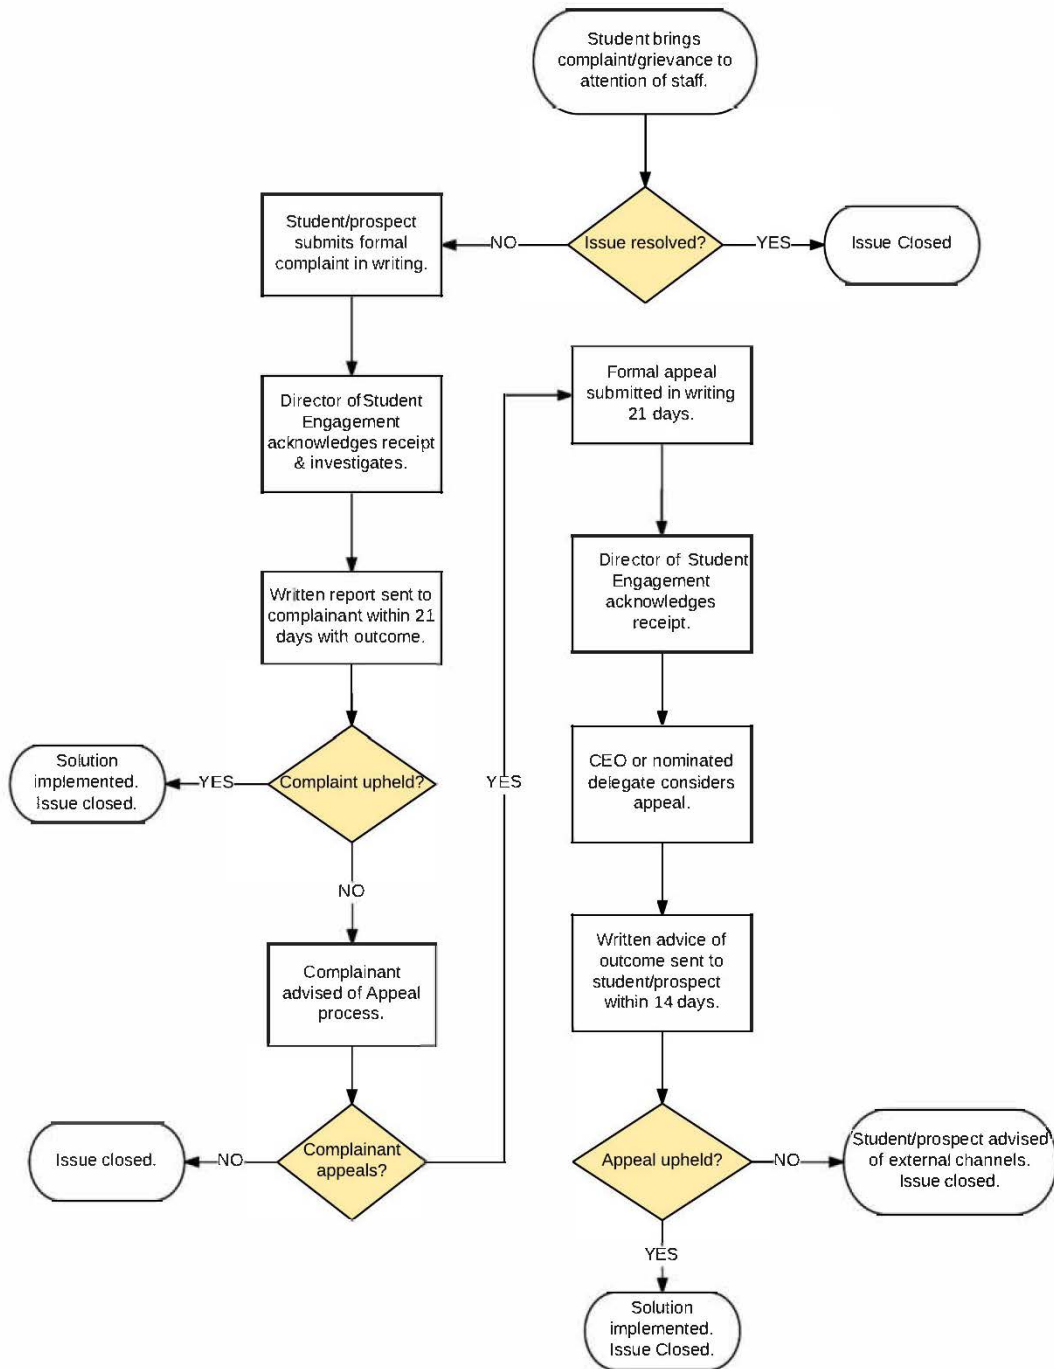 Student brings
complaint/grievance to
attention of staff.
Issue resolved?
YES
Issue Closed
NO
Student/prospect
submits formal
complaint in writing.
Director of Student
Engagement
acknowledges receipt
& investigates.
Written report sent to
complainant within 21
days with outcome.
Complaint upheld?
YES
Solution
implemented.
Issue closed.
NO
Complainant
advised of Appeal
process.
Complainant
appeals?
NO
Issue closed.
YES
Formal appeal
submitted in writing
21 days.
Director of Student
Engagement
acknowledges
receipt.
CEO or nominated
delegate considers
appeal.
Written advice of
outcome sent to
student/prospect
within 14 days.
Appeal upheld?
NO
Student/prospect advised
of external channels.
Issue closed.
YES
Solution
implemented.
Issue Closed.